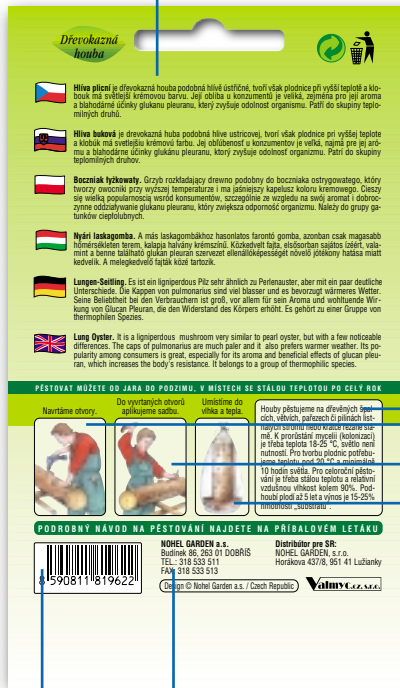 Dřevokazná
houba
Hlíva plicní je dřevokazná houba podobná hlívě ústřičné, tvoří však plodnice při vyšší teplotě a klo-
bouk má světlejší krémovou barvu. Její obliba u konzumentů je veliká, zejména pro její aroma
a blahodárné účinky glukanu pleuranu, který zvyšuje odolnost organismu. Patří do skupiny teplo-
milných druhů.
Hliva buková je drevokazná huba podobná hlive ustricovej, tvorí však plodnice pri vyššej teplote
a klobúk má svetlejšiu krémovú farbu. Jej obľúbenosť u konzumentov je veľká, najmä pre jej aró-
mu a blahodárne účinky glukánu pleuranu, ktorý zvyšuje odolnosť organizmu. Patrí do skupiny
teplomilných druhov.
Boczniak łyżkowaty. Grzyb rozkładający drewno podobny do boczniaka ostrygowatego, który
tworzy owocniki przy wyższej temperaturze i ma jaśniejszy kapelusz koloru kremowego. Cieszy
się wielką popularnością wsród konsumentów, szczególnie ze wzgledu na swój aromat i dobroc-
zynne oddziaływanie glukanu pleuranu, który zwiększa odporność organizmu. Należy do grupy ga-
tunków ciepłolubnych.
Nyári laskagomba. A más laskagombákhoz hasonlatos farontó gomba, azonban csak magasabb
hőmérsékleten terem, kalapja halvány krémszínű. Közkedvelt fajta, elsősorban sajátos ízéért, vala-
mint a benne található glukan pleuran szervezet ellenállóképességét növelő jótékony hatása miatt
kedvelik. A melegkedvelő fajták közé tartozik.
Lungen-Seitling. Es ist ein ligniperdous Pilz sehr ähnlich zu Perlenauster, aber mit ein paar deutliche
Unterschiede. Die Kappen von pulmonarius sind viel blasser und es bevorzugt wärmeres Wetter.
Seine Beliebtheit bei den Verbrauchern ist groß, vor allem für sein Aroma und wohltuende Wir-
kung von Glucan Pleuran, die den Widerstand des Körpers erhöht. Es gehört zu einer Gruppe von
thermophilen Spezies.
Lung Oyster. It is a ligniperdous mushroom very similar to pearl oyster, but with a few noticeable
differences. The caps of pulmonarius are much paler and it also prefers warmer weather. Its po-
pularity among consumers is great, especially for its aroma and beneficial effects of glucan pleu-
ran, which increases the body's resistance. It belongs to a group of thermophilic species.
PĚSTOVAT MŮŽETE OD JARA DO PODZIMU, V MÍSTECH SE STÁLOU TEPLOTOU PO CELÝ ROK
Navrtáme otvory.
Do vyvrtaných otvorů
aplikujeme sadbu.
Umístíme do
vlhka a tepla.
Houby pěstujeme na dřevěných špal-
cích, větvích, pařezech či pilinách list-
natých stromů nebo krátce řezané slá-
mě. K prorůstání mycelií (kolonizaci)
je třeba teplota 18-25 °C, světlo není
nutností. Pro tvorbu plodnic potřebu-
jeme teplotu pod 20 °C a minimálně
10 hodin světla. Pro celoroční pěsto-
vání je třeba stálou teplotu a relativní
vzdušnou vlhkost kolem 90%. Pod-
houbí plodí až 5 let a výnos je 15-25%
hmotnosti „substrátu“.
PODROBNÝ NÁVOD NA PĚSTOVÁNÍ NAJDETE NA PŘÍBALOVÉM LETÁKU
8 590811 819622
NOHEL GARDEN a.s.
Budínek 86, 263 01 DOBŘÍŠ
TEL.: 318 533 511
FAX: 318 533 513
Distribútor pre SR:
NOHEL GARDEN, s.r.o.
Horákova 437/8, 951 41 Lužianky
Design © Nohel Garden a.s. / Czech Republic
Valmyc.cz, s.r.o.